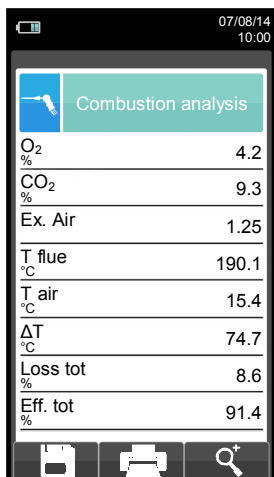 07/08/14
10:00
Combustion analysis
O2
%
4.2
CO2
%
9.3
Ex. Air
1.25
T flue
°C
190.1
T air
°C
15.4
ΔT
°C
74.7
Loss tot
%
8.6
Eff. tot
%
91.4